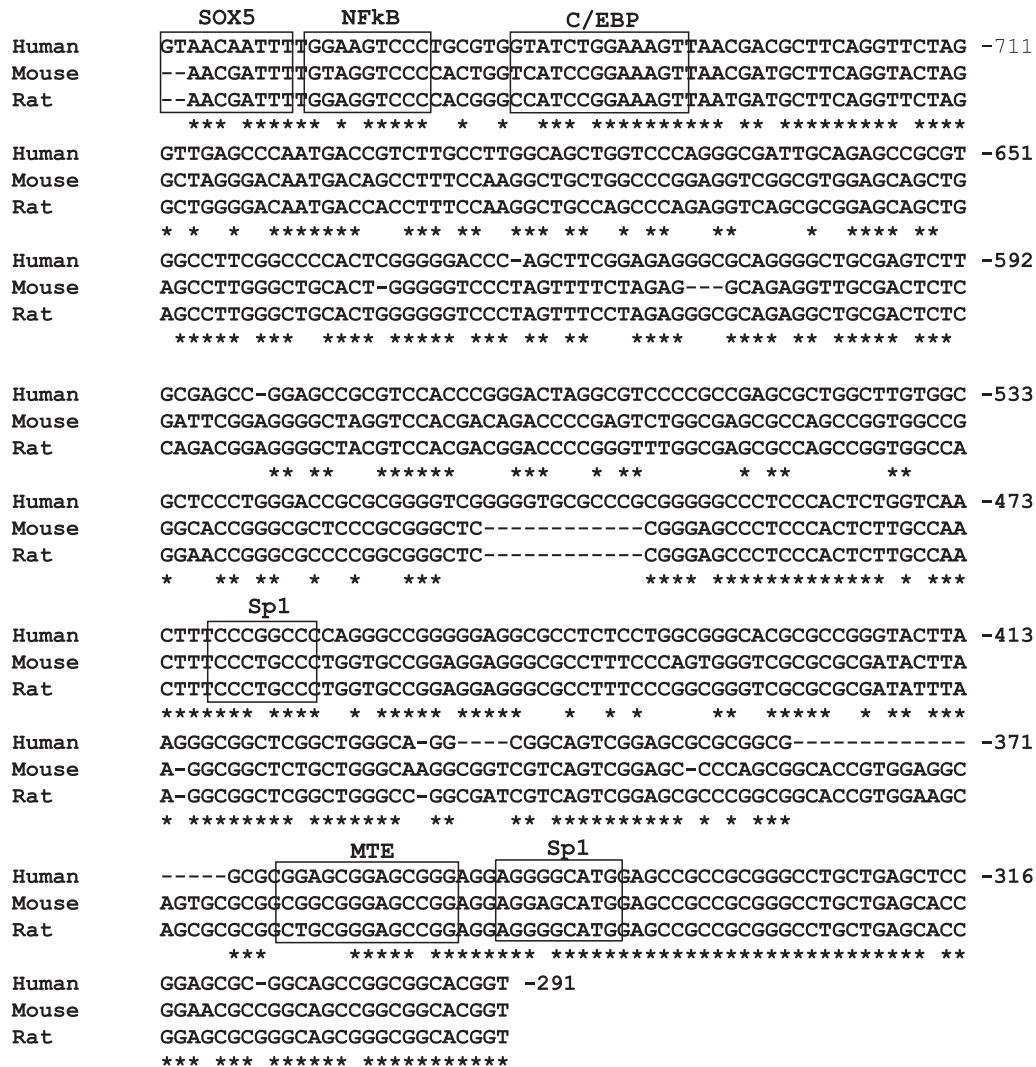 SOX5 NFkB C/EBP
Human GTAACAATTTTGGAAGTCCCTGCGTGGTATCTGGAAAGTTAACGACGCTTCAGGTTCTAG -711
Mouse --AACGATTTTGTAGGTCCCCACTGGTCATCCGGAAAGTTAACGATGCTTCAGGTACTAG
Rat --AACGATTTTGGAGGTCCCCACGGGCCATCCGGAAAGTTAATGATGCTTCAGGTTCTAG
*** ****** * ***** * * *** ********** ** ** ********* ****
Human GTTGAGCCCAATGACCGTCTTGCCTTGGCAGCTGGTCCCAGGGCGATTGCAGAGCCGCGT -651
Mouse GCTAGGGACAATGACAGCCTTTCCAAGGCTGCTGGCCCGGAGGTCGGCGTGGAGCAGCTG
Rat GCTGGGGACAATGACCACCTTTCCAAGGCTGCCAGCCCAGAGGTCAGCGCGGAGCAGCTG
* * * ******* *** ** *** ** * ** ** * **** **
Human GGCCTTCGGCCCCACTCGGGGGACCC-AGCTTCGGAGAGGGCGCAGGGGCTGCGAGTCTT -592
Mouse AGCCTTGGGCTGCACT-GGGGGTCCCTAGTTTTCTAGAG---GCAGAGGTTGCGACTCTC
Rat AGCCTTGGGCTGCACTGGGGGGTCCCTAGTTTCCTAGAGGGCGCAGAGGCTGCGACTCTC
***** *** **** ***** *** ** ** **** **** ** ***** ***
Human GCGAGCC-GGAGCCGCGTCCACCCGGGACTAGGCGTCCCCGCCGAGCGCTGGCTTGTGGC -533
Mouse GATTCGGAGGGGCTAGGTCCACGACAGACCCCGAGTCTGGCGAGCGCCAGCCGGTGGCCG
Rat CAGACGGAGGGGCTACGTCCACGACGGACCCCGGGTTTGGCGAGCGCCAGCCGGTGGCCA
** ** ****** *** * ** * ** **
Human GCTCCCTGGGACCGCGCGGGGTCGGGGGTGCGCCCGCGGGGGCCCTCCCACTCTGGTCAA -473
Mouse GGCACCGGGCGCTCCCGCGGGCTC------------CGGGAGCCCTCCCACTCTTGCCAA
Rat GGAACCGGGCGCCCCGGCGGGCTC------------CGGGAGCCCTCCCACTCTTGCCAA
* ** ** * * *** **** ************* * ***
Sp1
Human CTTTCCCGGCCCCAGGGCCGGGGGAGGCGCCTCTCCTGGCGGGCACGCGCCGGGTACTTA -413
Mouse CTTTCCCTGCCCTGGTGCCGGAGGAGGGCGCCTTTCCCAGTGGGTCGCGCGCGATACTTA
Rat CTTTCCCTGCCCTGGTGCCGGAGGAGGGCGCCTTTCCCGGCGGGTCGCGCGCGATATTTA
******* **** * ***** ***** * * * ** ***** * ** ***
Human AGGGCGGCTCGGCTGGGCA-GG----CGGCAGTCGGAGCGCGCGGCG------------- -371
Mouse A-GGCGGCTCTGCTGGGCAAGGCGGTCGTCAGTCGGAGC-CCCAGCGGCACCGTGGAGGC
Rat A-GGCGGCTCGGCTGGGCC-GGCGATCGTCAGTCGGAGCGCCCGGCGGCACCGTGGAAGC
* ******** ******* ** ** ********** * * ***
MTE Sp1
Human -----GCGCGGAGCGGAGCGGGAGGAGGGGCATGGAGCCGCCGCGGGCCTGCTGAGCTCC -316
Mouse AGTGCGCGGCGGCGGGAGCCGGAGGAGGAGCATGGAGCCGCCGCGGGCCTGCTGAGCACC
Rat AGCGCGCGGCTGCGGGAGCCGGAGGAGGGGCATGGAGCCGCCGCGGGCCTGCTGAGCACC
*** ***** ******** **************************** **
Human GGAGCGC-GGCAGCCGGCGGCACGGT -291
Mouse GGAACGCCGGCAGCCGGCGGCACGGT
Rat GGAGCGCGGGCAGCGGGCGGCACGGT
*** *** ****** ***********